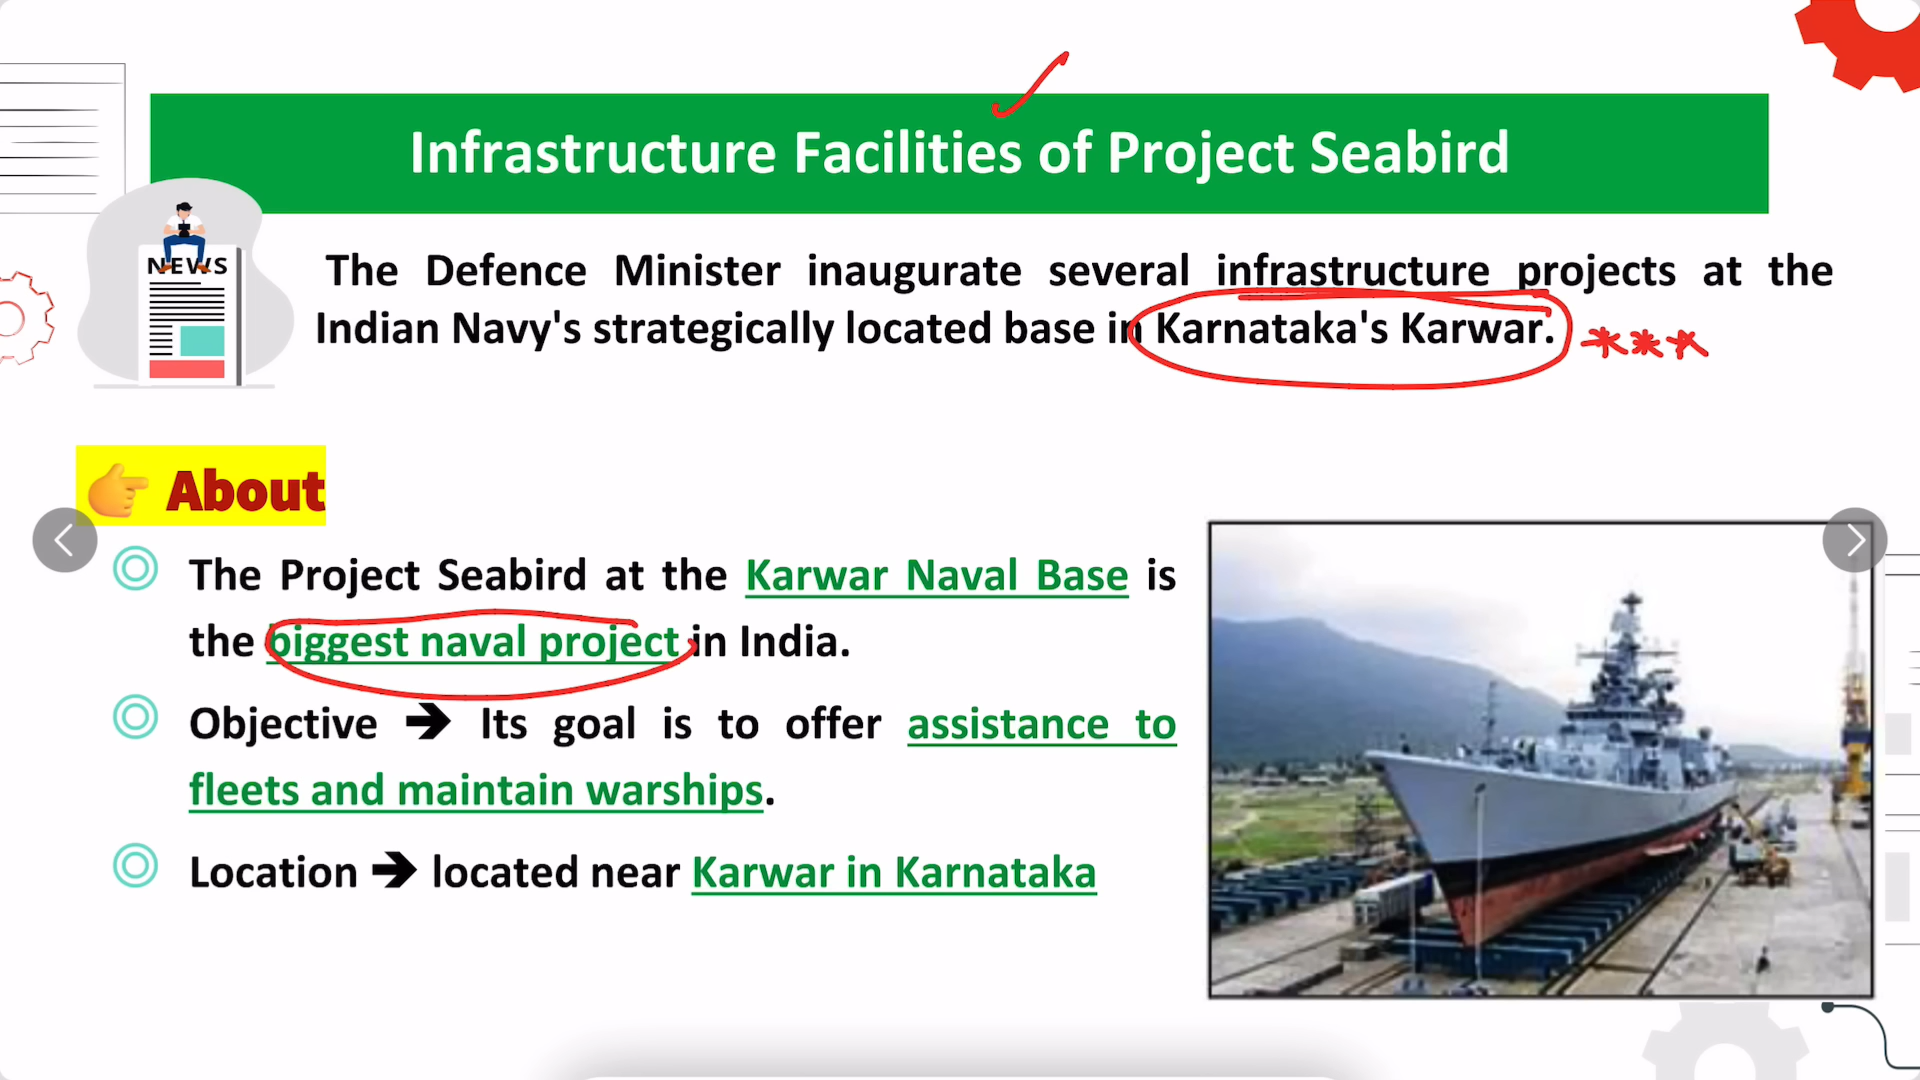 Infrastructure Facilities of Project Seabird
NEWS
The Defence Minister inaugurate several infrastructure projects at the
Indian Navy's strategically located base in Karnataka's Karwar.
👉 About
The Project Seabird at the Karwar Naval Base is
the biggest naval project in India.
Objective ➔ Its goal is to offer assistance to
fleets and maintain warships.
Location ➔ located near Karwar in Karnataka